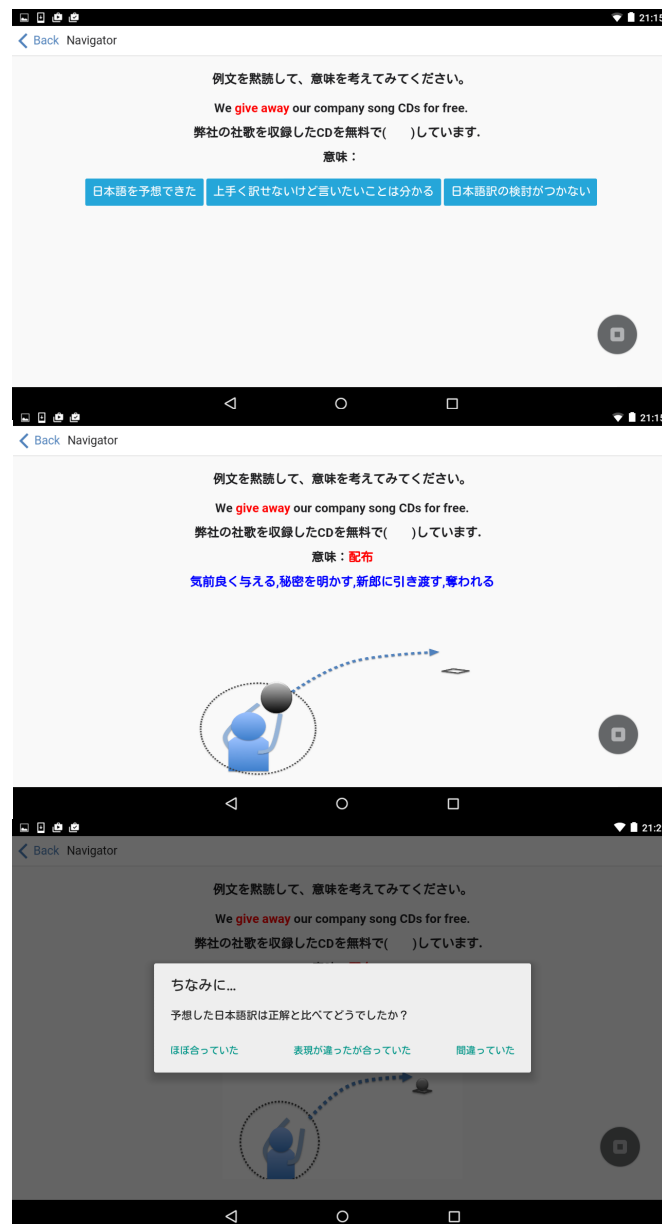 21:15
Back Navigator
例文を黙読して、意味を考えてみてください。
We give away our company song CDs for free.
弊社の社歌を収録したCDを無料で(　　)しています.
意味：
日本語を予想できた 上手く訳せないけど言いたいことは分かる 日本語訳の検討がつかない
21:15
Back Navigator
例文を黙読して、意味を考えてみてください。
We give away our company song CDs for free.
弊社の社歌を収録したCDを無料で(　　)しています.
意味：配布
気前良く与える,秘密を明かす,新郎に引き渡す,奪われる
21:2
Back Navigator
例文を黙読して、意味を考えてみてください。
We give away our company song CDs for free.
弊社の社歌を収録したCDを無料で(　　)しています.
ちなみに...
予想した日本語訳は正解と比べてどうでしたか？
ほぼ合っていた 表現が違ったが合っていた 間違っていた